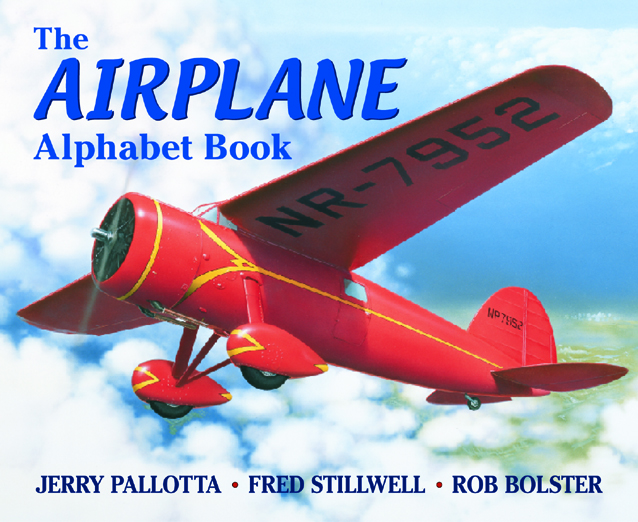 The
AIRPLANE
Alphabet Book
NR-7952
NR7952
JERRY PALLOTTA • FRED STILLWELL • ROB BOLSTER